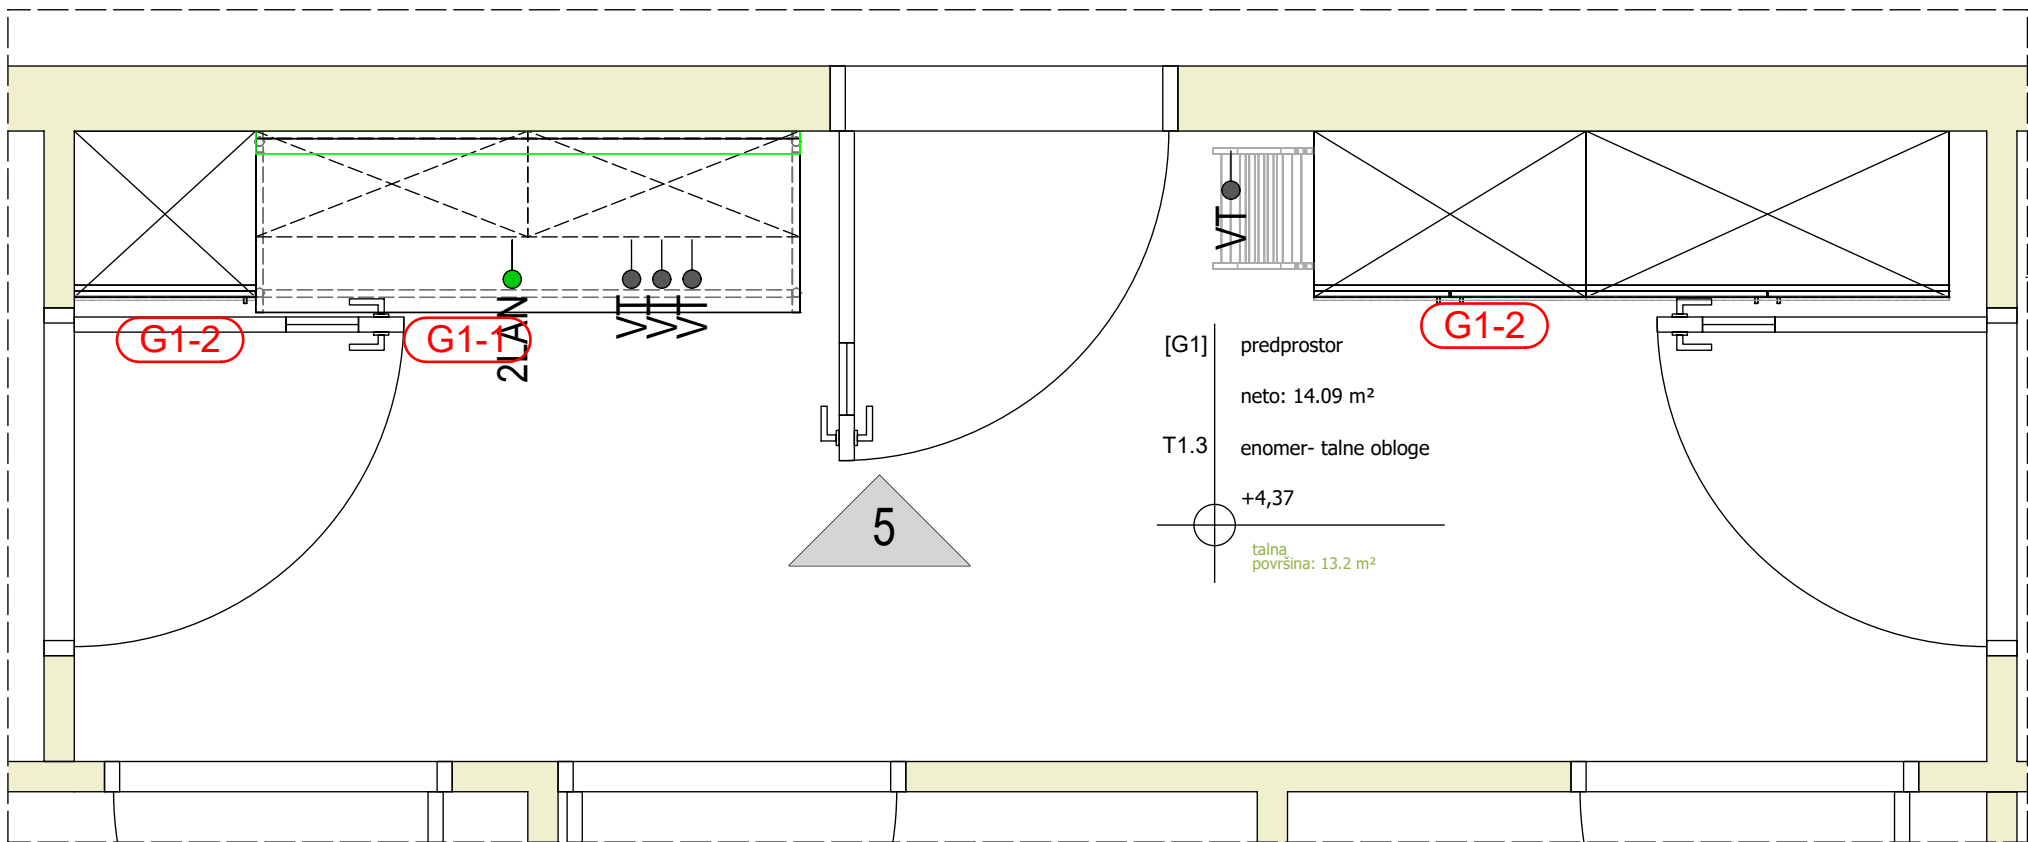 VT
G1-2
G1-1
2LAN
VT
VT
VT
G1-2
[G1] predprostor
neto: 14.09 m²
T1.3 enomer- talne obloge
+4,37
5
talna
površina: 13.2 m²